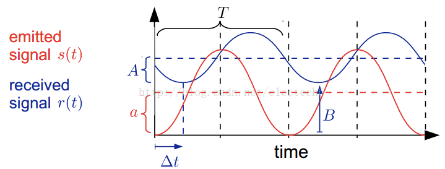 T
emitted
signal s(t)
received
signal r(t)
A
a
B
Δt
time